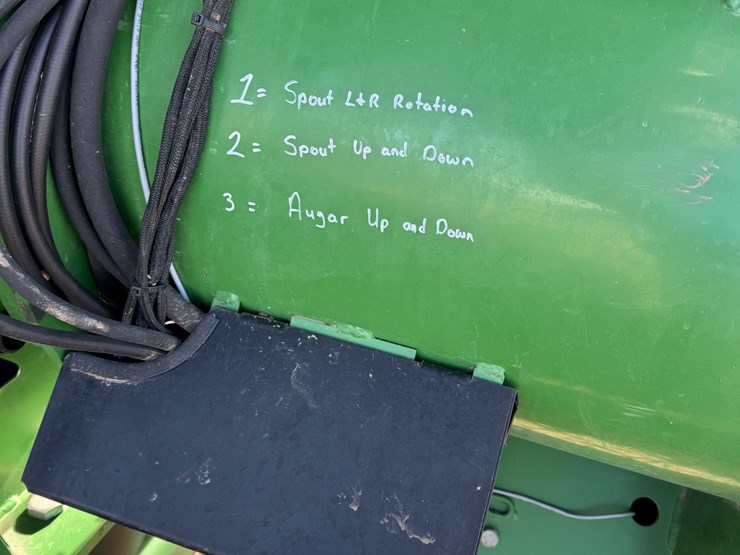 1= Spout L+R Rotation
2= Spout Up and Down
3= Augar Up and Down